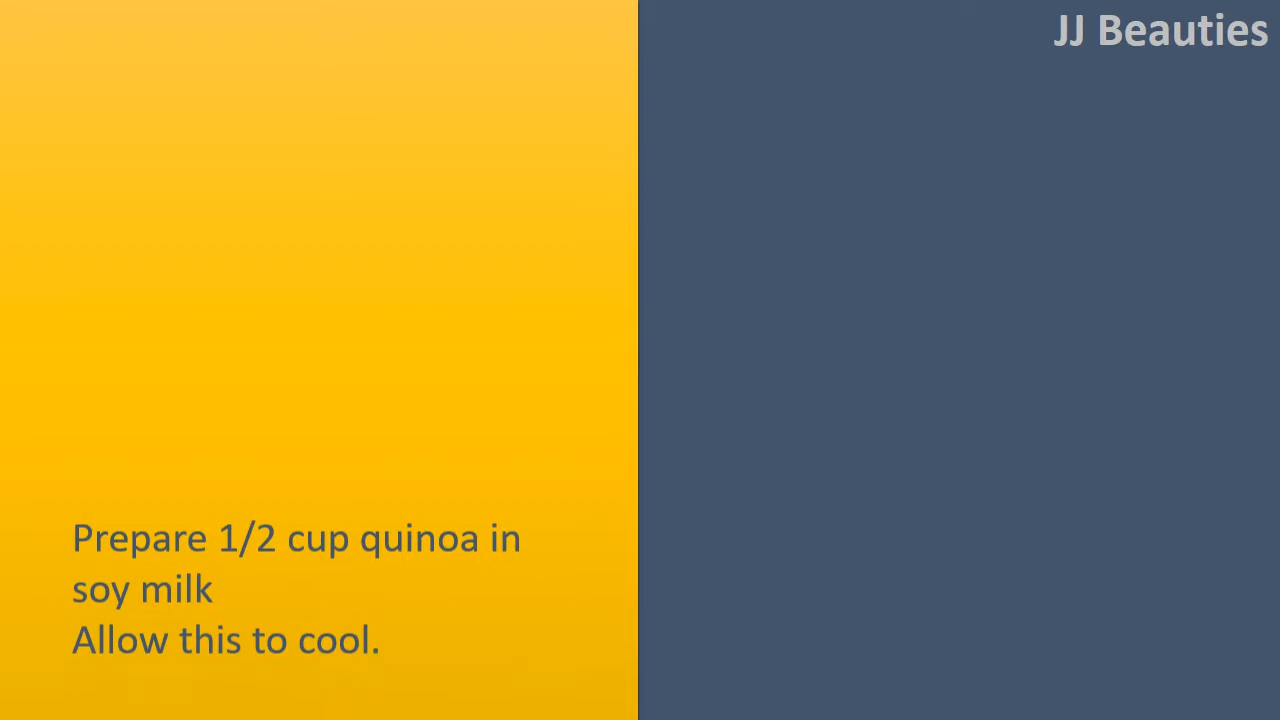 JJ Beauties
Prepare 1/2 cup quinoa in
soy milk
Allow this to cool.